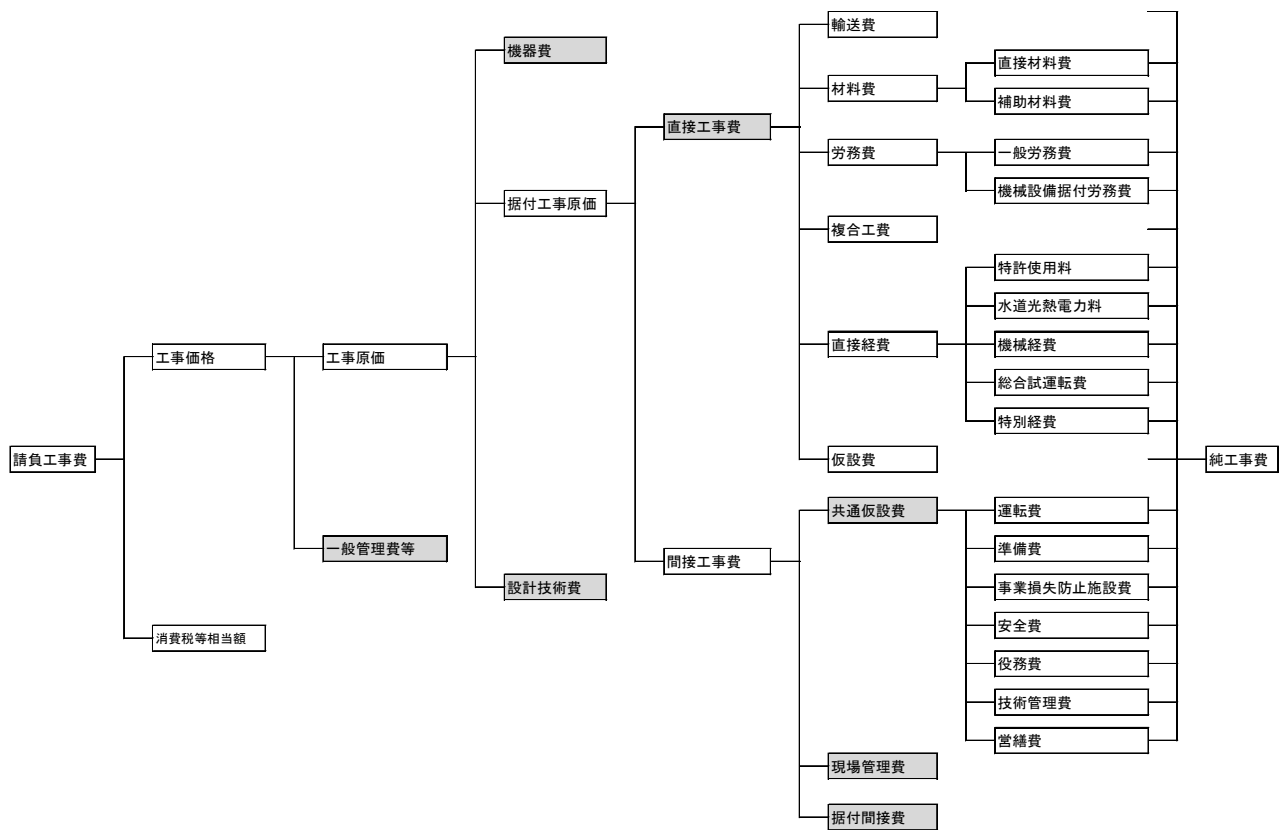 輸送費
機器費
直接材料費
材料費
補助材料費
直接工事費
労務費
一般労務費
機械設備据付労務費
据付工事原価
複合工費
特許使用料
水道光熱電力料
工事価格
工事原価
直接経費
機械経費
総合試運転費
特別経費
請負工事費
仮設費
純工事費
共通仮設費
運転費
一般管理費等
間接工事費
準備費
設計技術費
事業損失防止施設費
安全費
消費税等相当額
役務費
技術管理費
営繕費
現場管理費
据付間接費